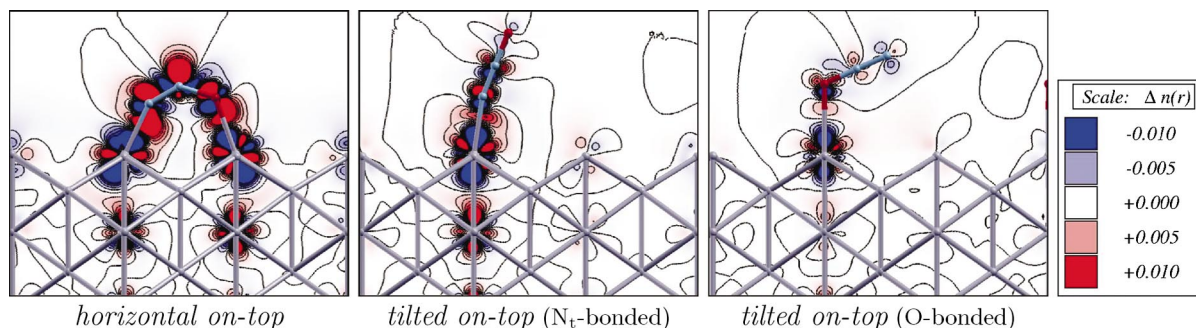 Scale: Δ n(r)
-0.010
-0.005
+0.000
+0.005
+0.010
horizontal on-top
tilted on-top (Nt-bonded)
tilted on-top (O-bonded)